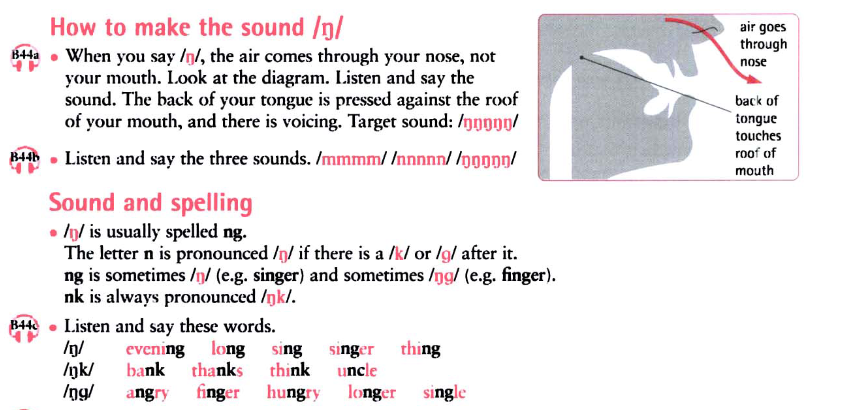 How to make the sound /ŋ/
B44a • When you say /ŋ/, the air comes through your nose, not
your mouth. Look at the diagram. Listen and say the
sound. The back of your tongue is pressed against the roof
of your mouth, and there is voicing. Target sound: /ŋŋŋŋŋ/
air goes
through
nose
back of
tongue
touches
roof of
mouth
B44b • Listen and say the three sounds. /mmmm/ /nnnnn/ /ŋŋŋŋŋ/
Sound and spelling
• /ŋ/ is usually spelled ng.
The letter n is pronounced /ŋ/ if there is a /k/ or /g/ after it.
ng is sometimes /ŋ/ (e.g. singer) and sometimes /ŋg/ (e.g. finger).
nk is always pronounced /ŋk/.
B44c • Listen and say these words.
/ŋ/ evening long sing singer thing
/ŋk/ bank thanks think uncle
/ŋg/ angry finger hungry longer single